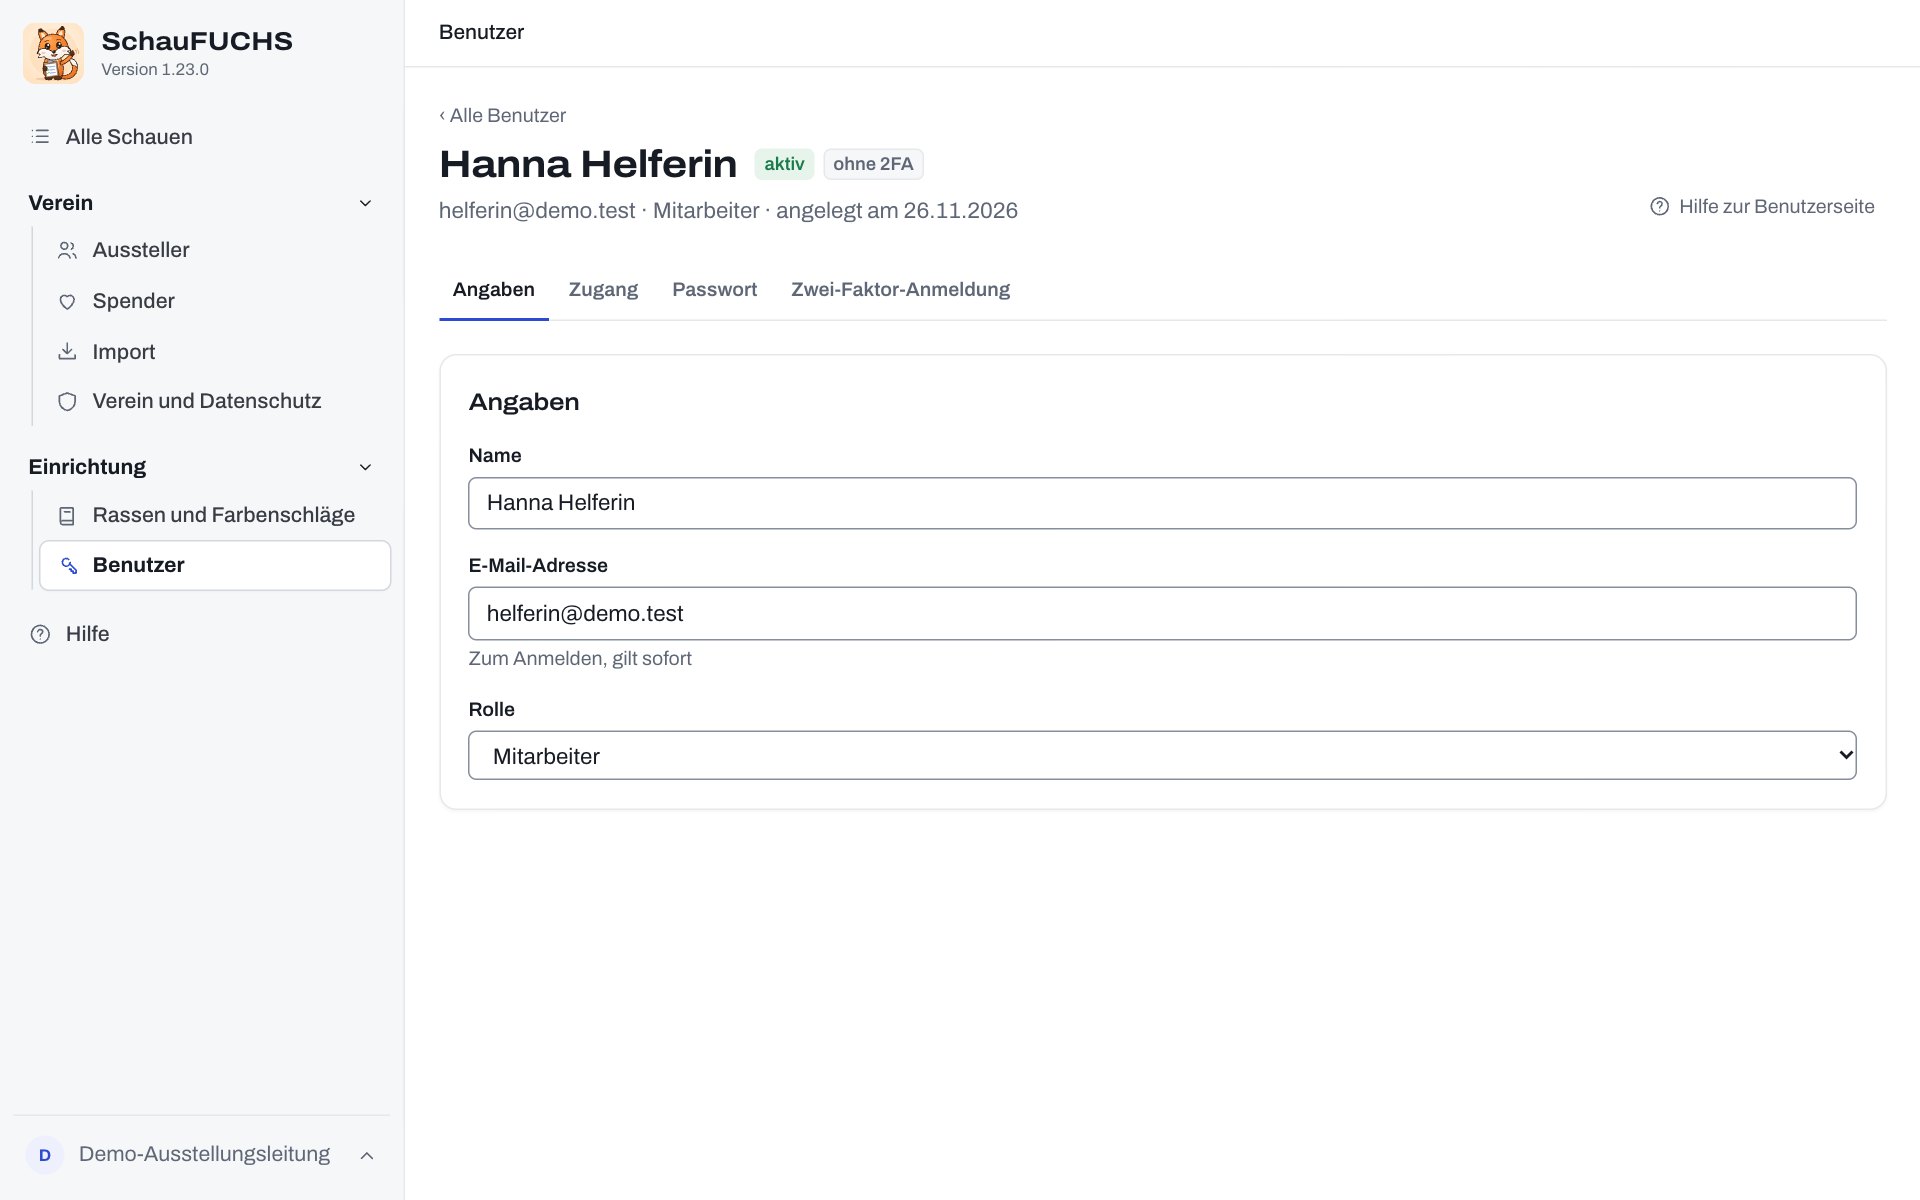 SchauFUCHS
Version 1.23.0
Alle Schauen
Verein
Aussteller
Spender
Import
Verein und Datenschutz
Einrichtung
Rassen und Farbenschläge
Benutzer
Hilfe
D Demo-Ausstellungsleitung
Benutzer
‹ Alle Benutzer
Hanna Helferin aktiv ohne 2FA
helferin@demo.test · Mitarbeiter · angelegt am 26.11.2026
Hilfe zur Benutzerseite
Angaben Zugang Passwort Zwei-Faktor-Anmeldung
Angaben
Name
Hanna Helferin
E-Mail-Adresse
helferin@demo.test
Zum Anmelden, gilt sofort
Rolle
Mitarbeiter